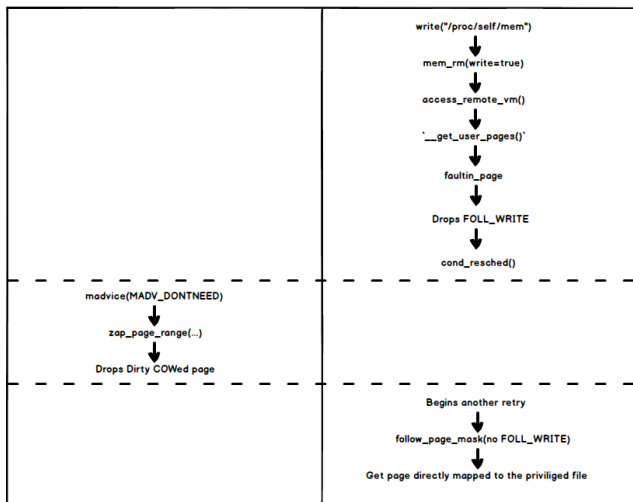 write("/proc/self/mem")
mem_rm(write=true)
access_remote_vm()
`__get_user_pages()`
faultin_page
Drops FOLL_WRITE
cond_resched()
madvice(MADV_DONTNEED)
zap_page_range(...)
Drops Dirty COWed page
Begins another retry
follow_page_mask(no FOLL_WRITE)
Get page directly mapped to the priviliged file